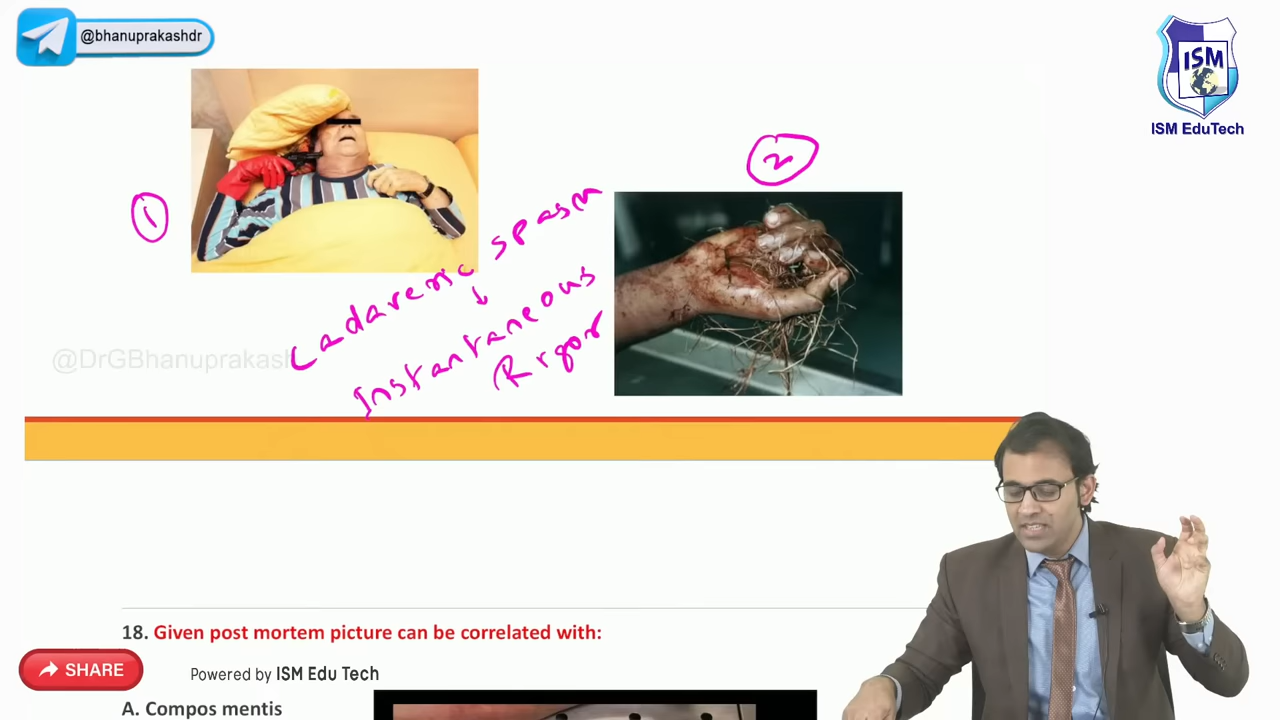 @bhanuprakashdr
ISM
ISM EduTech
1
2
Cadaveric spasm
Instantaneous
Rigor
@DrGBhanuprakash
18. Given post mortem picture can be correlated with:
SHARE
Powered by ISM Edu Tech
A. Compos mentis